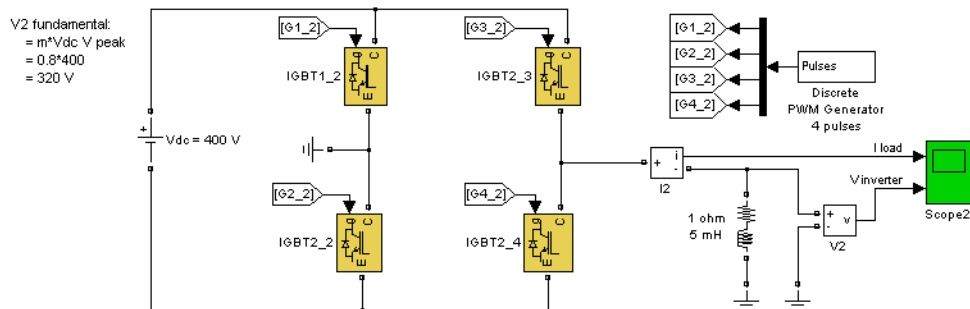 V2 fundamental:
= m*Vdc V peak
= 0.8*400
= 320 V
[G1_2]
g
C
E
IGBT1_2
[G3_2]
g
C
E
IGBT2_3
[G1_2]
[G2_2]
[G3_2]
[G4_2]
Pulses
Discrete
PWM Generator
4 pulses
+
Vdc = 400 V
[G2_2]
g
C
E
IGBT2_2
[G4_2]
g
C
E
IGBT2_4
+
i
-
I2
I load
Vinverter
Scope2
1 ohm
5 mH
+
-
v
V2